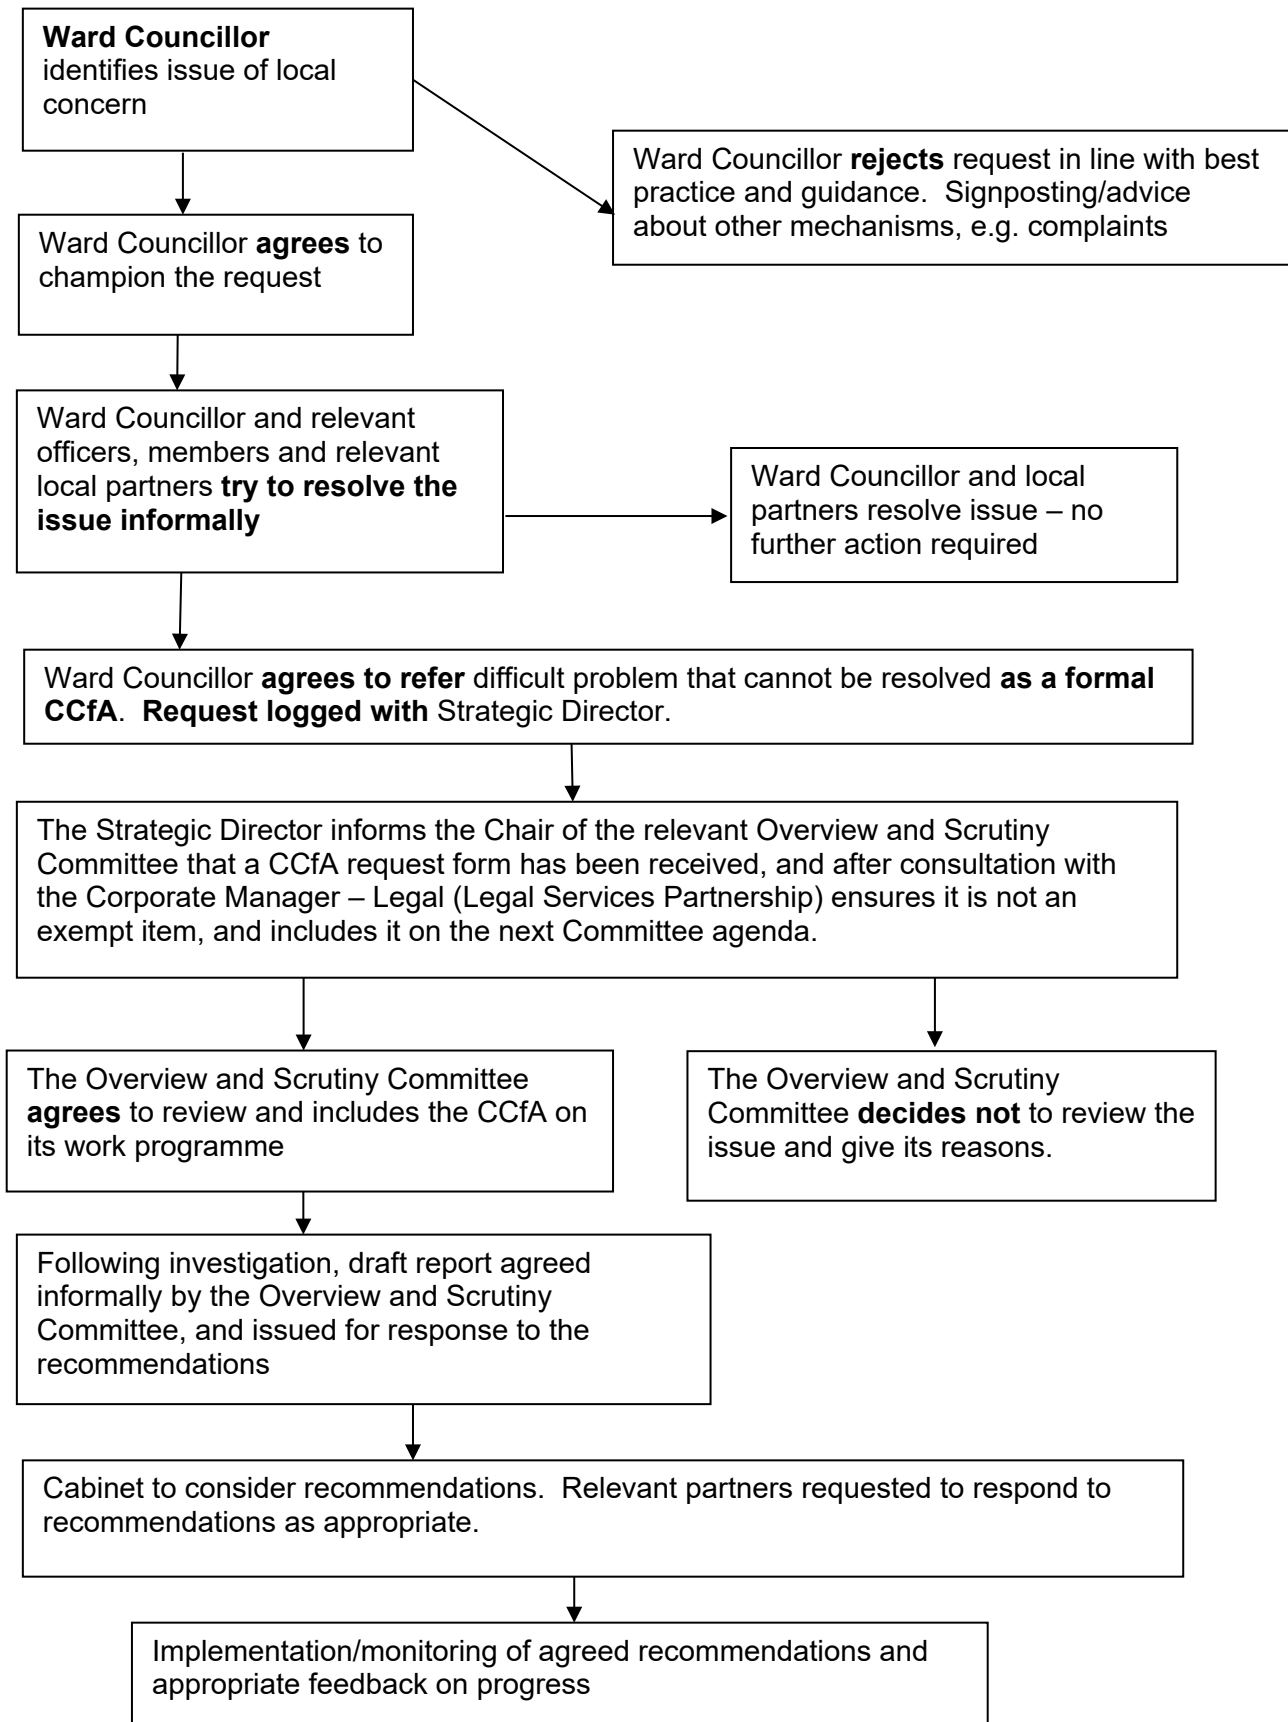 Ward Councillor
identifies issue of local
concern
Ward Councillor rejects request in line with best
practice and guidance.  Signposting/advice
about other mechanisms, e.g. complaints
Ward Councillor agrees to
champion the request
Ward Councillor and relevant
officers, members and relevant
local partners try to resolve the
issue informally
Ward Councillor and local
partners resolve issue – no
further action required
Ward Councillor agrees to refer difficult problem that cannot be resolved as a formal
CCfA.  Request logged with Strategic Director.
The Strategic Director informs the Chair of the relevant Overview and Scrutiny
Committee that a CCfA request form has been received, and after consultation with
the Corporate Manager – Legal (Legal Services Partnership) ensures it is not an
exempt item, and includes it on the next Committee agenda.
The Overview and Scrutiny Committee
agrees to review and includes the CCfA on
its work programme
The Overview and Scrutiny
Committee decides not to review the
issue and give its reasons.
Following investigation, draft report agreed
informally by the Overview and Scrutiny
Committee, and issued for response to the
recommendations
Cabinet to consider recommendations.  Relevant partners requested to respond to
recommendations as appropriate.
Implementation/monitoring of agreed recommendations and
appropriate feedback on progress